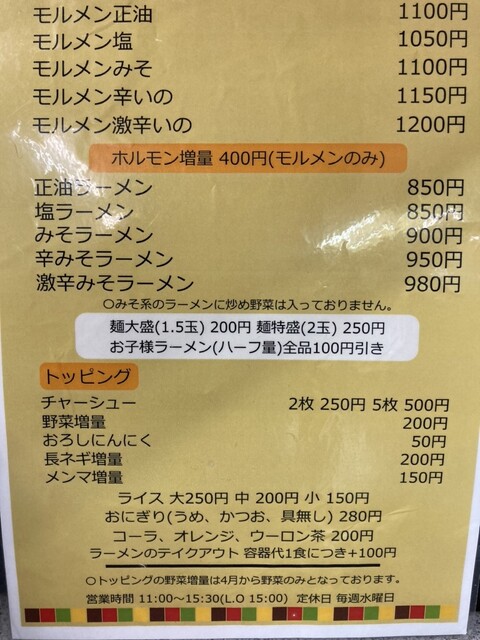 モルメン正油 1100円
モルメン塩 1050円
モルメンみそ 1100円
モルメン辛いの 1150円
モルメン激辛いの 1200円
ホルモン増量 400円(モルメンのみ)
正油ラーメン 850円
塩ラーメン 850円
みそラーメン 900円
辛みそラーメン 950円
激辛みそラーメン 980円
○みそ系のラーメンに炒め野菜は入っておりません。
麺大盛(1.5玉) 200円 麺特盛(2玉) 250円
お子様ラーメン(ハーフ量)全品100円引き
トッピング
チャーシュー 2枚 250円 5枚 500円
野菜増量 200円
おろしにんにく 50円
長ネギ増量 200円
メンマ増量 150円
ライス 大250円 中 200円 小 150円
おにぎり(うめ、かつお、具無し) 280円
コーラ、オレンジ、ウーロン茶 200円
ラーメンのテイクアウト 容器代1食につき+100円
○トッピングの野菜増量は4月から野菜のみとなっております。
営業時間 11:00～15:30(L.O 15:00) 定休日 毎週水曜日